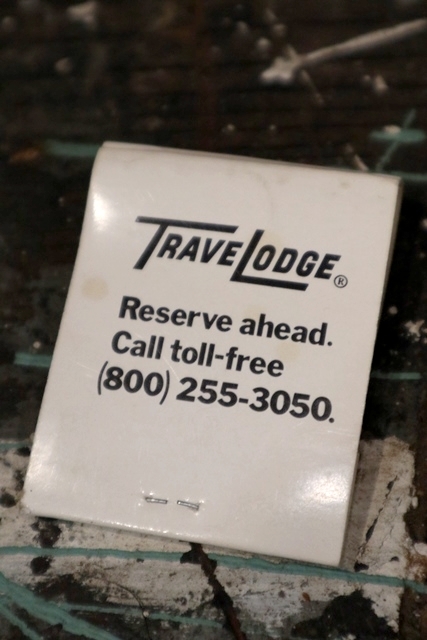 TRAVELODGE®
Reserve ahead.
Call toll-free
(800) 255-3050.